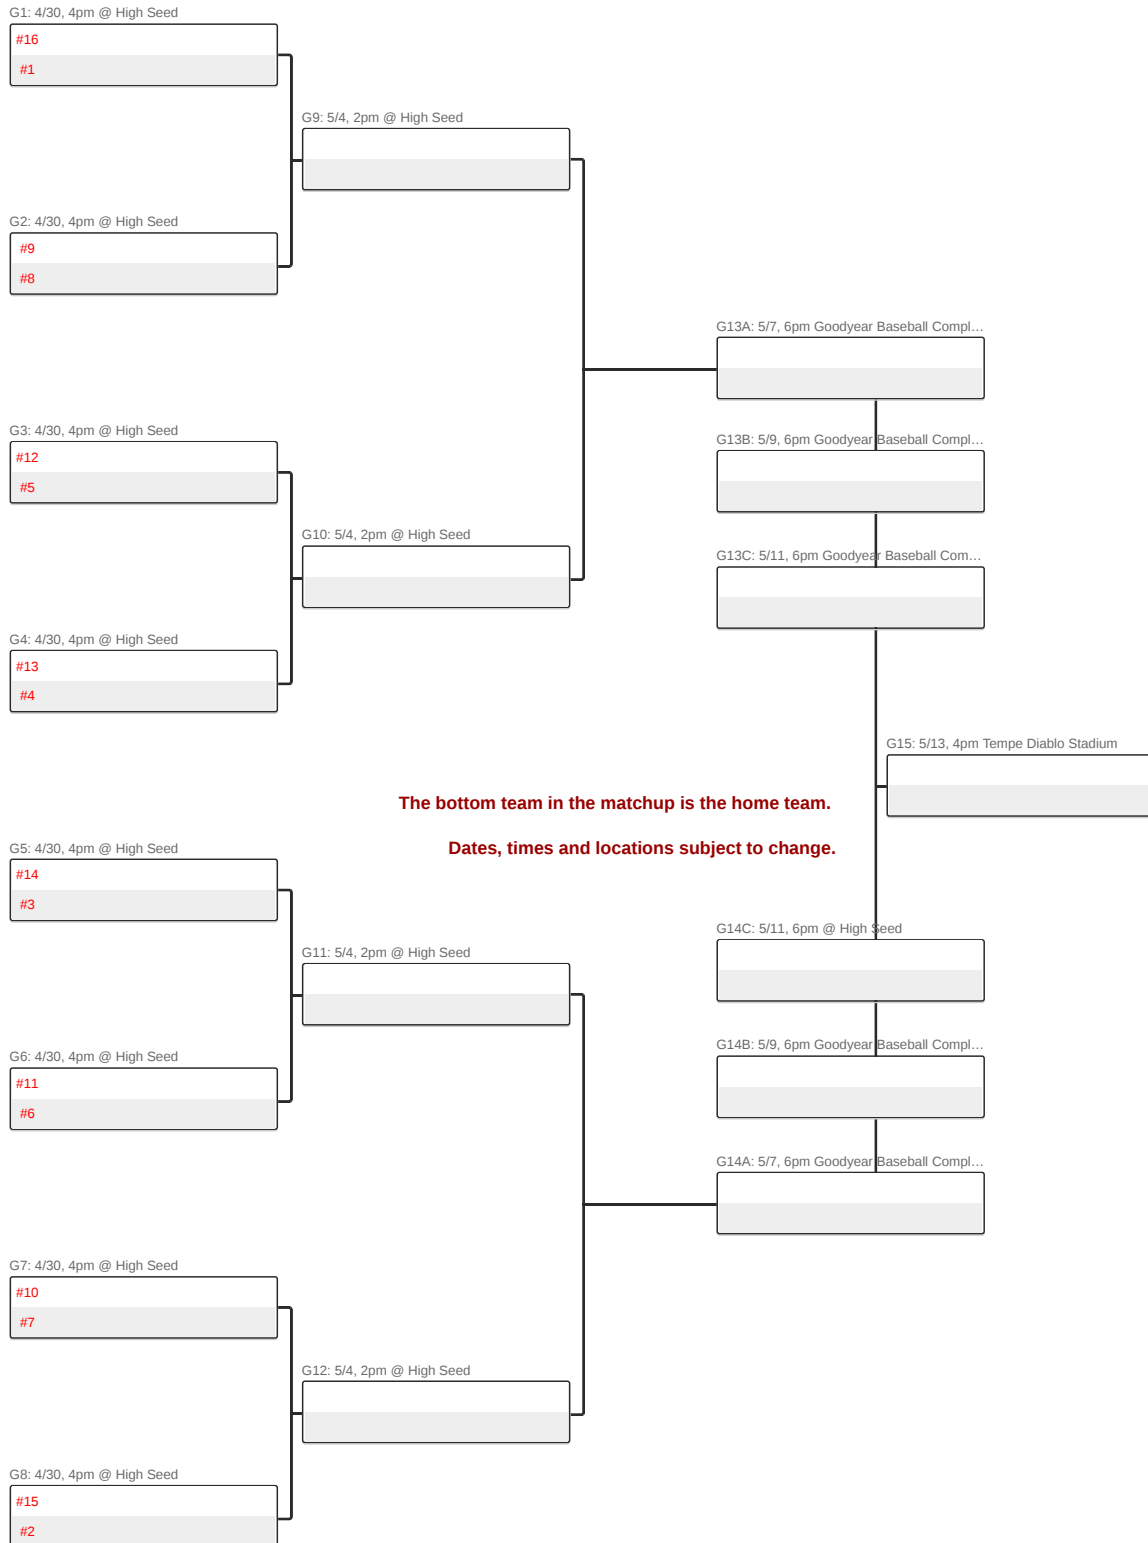 G1: 4/30, 4pm @ High Seed
#16
#1
G9: 5/4, 2pm @ High Seed
G2: 4/30, 4pm @ High Seed
#9
#8
G13A: 5/7, 6pm Goodyear Baseball Compl...
G3: 4/30, 4pm @ High Seed
#12
#5
G13B: 5/9, 6pm Goodyear Baseball Compl...
G10: 5/4, 2pm @ High Seed
G13C: 5/11, 6pm Goodyear Baseball Com...
G4: 4/30, 4pm @ High Seed
#13
#4
G15: 5/13, 4pm Tempe Diablo Stadium
The bottom team in the matchup is the home team.
Dates, times and locations subject to change.
G5: 4/30, 4pm @ High Seed
#14
#3
G14C: 5/11, 6pm @ High Seed
G11: 5/4, 2pm @ High Seed
G14B: 5/9, 6pm Goodyear Baseball Compl...
G6: 4/30, 4pm @ High Seed
#11
#6
G14A: 5/7, 6pm Goodyear Baseball Compl...
G7: 4/30, 4pm @ High Seed
#10
#7
G12: 5/4, 2pm @ High Seed
G8: 4/30, 4pm @ High Seed
#15
#2